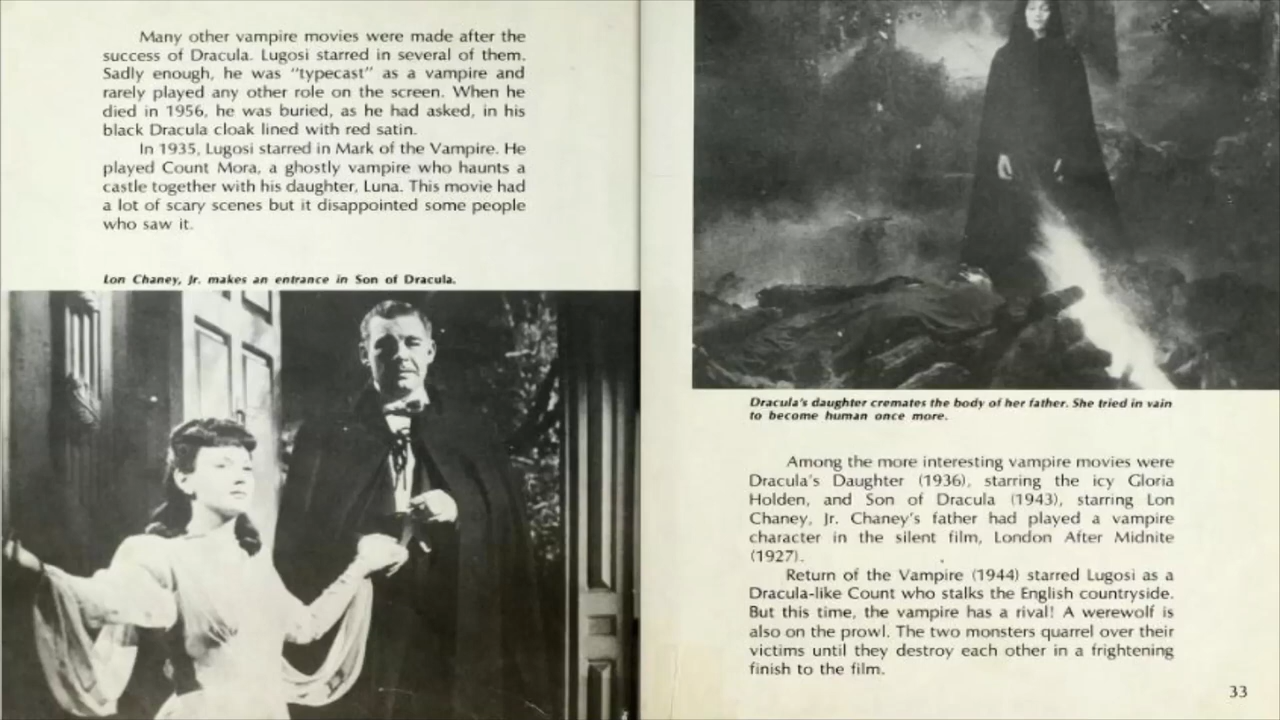 Many other vampire movies were made after the
success of Dracula. Lugosi starred in several of them.
Sadly enough, he was "typecast" as a vampire and
rarely played any other role on the screen. When he
died in 1956, he was buried, as he had asked, in his
black Dracula cloak lined with red satin.
In 1935, Lugosi starred in Mark of the Vampire. He
played Count Mora, a ghostly vampire who haunts a
castle together with his daughter, Luna. This movie had
a lot of scary scenes but it disappointed some people
who saw it.
Lon Chaney, Jr. makes an entrance in Son of Dracula.
Dracula's daughter cremates the body of her father. She tried in vain
to become human once more.
Among the more interesting vampire movies were
Dracula's Daughter (1936), starring the icy Gloria
Holden, and Son of Dracula (1943), starring Lon
Chaney, Jr. Chaney's father had played a vampire
character in the silent film, London After Midnite
(1927).
Return of the Vampire (1944) starred Lugosi as a
Dracula-like Count who stalks the English countryside.
But this time, the vampire has a rival! A werewolf is
also on the prowl. The two monsters quarrel over their
victims until they destroy each other in a frightening
finish to the film.
33